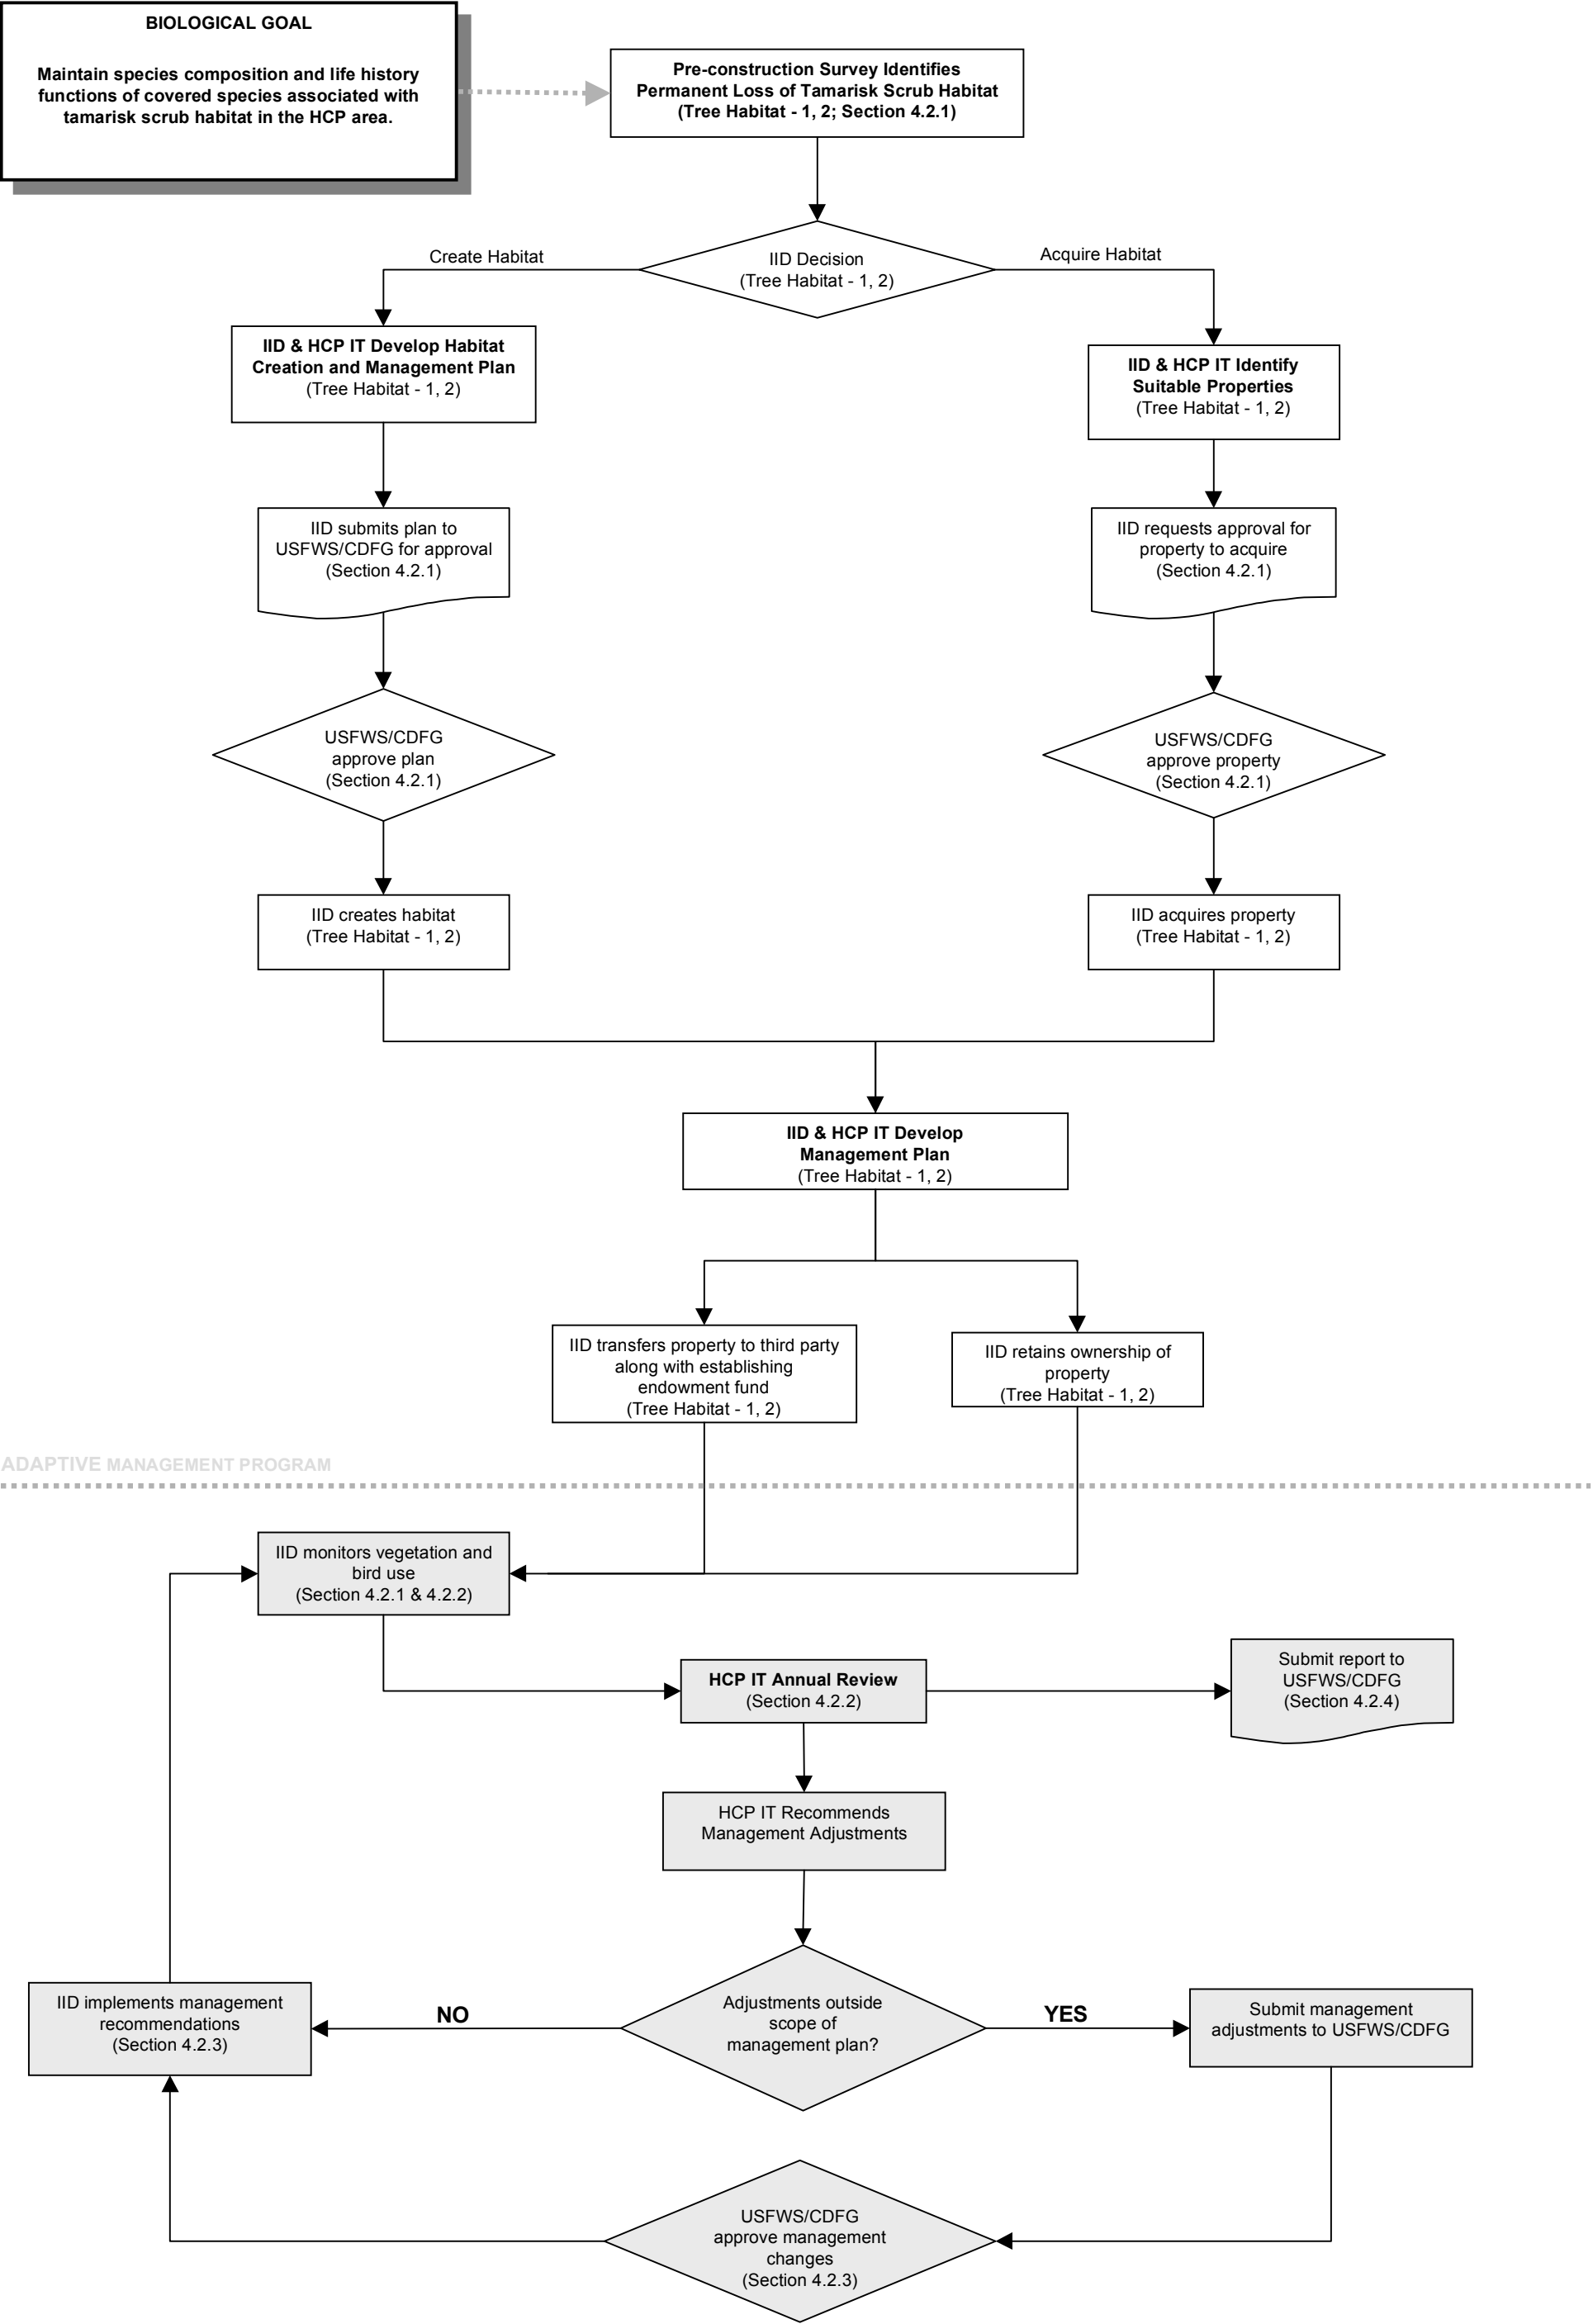 BIOLOGICAL GOAL
Maintain species composition and life history
functions of covered species associated with
tamarisk scrub habitat in the HCP area.
Pre-construction Survey Identifies
Permanent Loss of Tamarisk Scrub Habitat
(Tree Habitat - 1, 2; Section 4.2.1)
Create Habitat
IID Decision
(Tree Habitat - 1, 2)
Acquire Habitat
IID & HCP IT Develop Habitat
Creation and Management Plan
(Tree Habitat - 1, 2)
IID & HCP IT Identify
Suitable Properties
(Tree Habitat - 1, 2)
IID submits plan to
USFWS/CDFG for approval
(Section 4.2.1)
IID requests approval for
property to acquire
(Section 4.2.1)
USFWS/CDFG
approve plan
(Section 4.2.1)
USFWS/CDFG
approve property
(Section 4.2.1)
IID creates habitat
(Tree Habitat - 1, 2)
IID acquires property
(Tree Habitat - 1, 2)
IID & HCP IT Develop
Management Plan
(Tree Habitat - 1, 2)
IID transfers property to third party
along with establishing
endowment fund
(Tree Habitat - 1, 2)
IID retains ownership of
property
(Tree Habitat - 1, 2)
ADAPTIVE MANAGEMENT PROGRAM
IID monitors vegetation and
bird use
(Section 4.2.1 & 4.2.2)
HCP IT Annual Review
(Section 4.2.2)
Submit report to
USFWS/CDFG
(Section 4.2.4)
HCP IT Recommends
Management Adjustments
IID implements management
recommendations
(Section 4.2.3)
NO
Adjustments outside
scope of
management plan?
YES
Submit management
adjustments to USFWS/CDFG
USFWS/CDFG
approve management
changes
(Section 4.2.3)